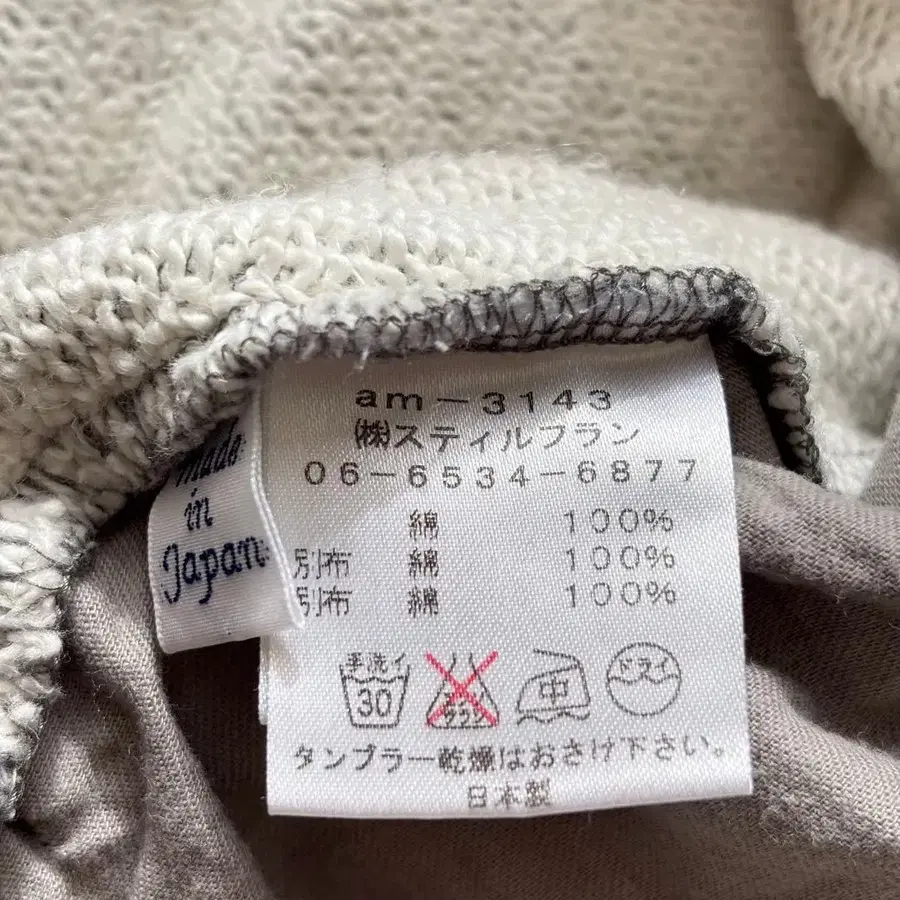 made
in
Japan
am-3143
㈱スティルフラン
06-6534-6877
綿 100%
別布 綿 100%
別布 綿 100%
手洗イ
30
中
ドライ
タンブラー乾燥はおさけ下さい。
日本製